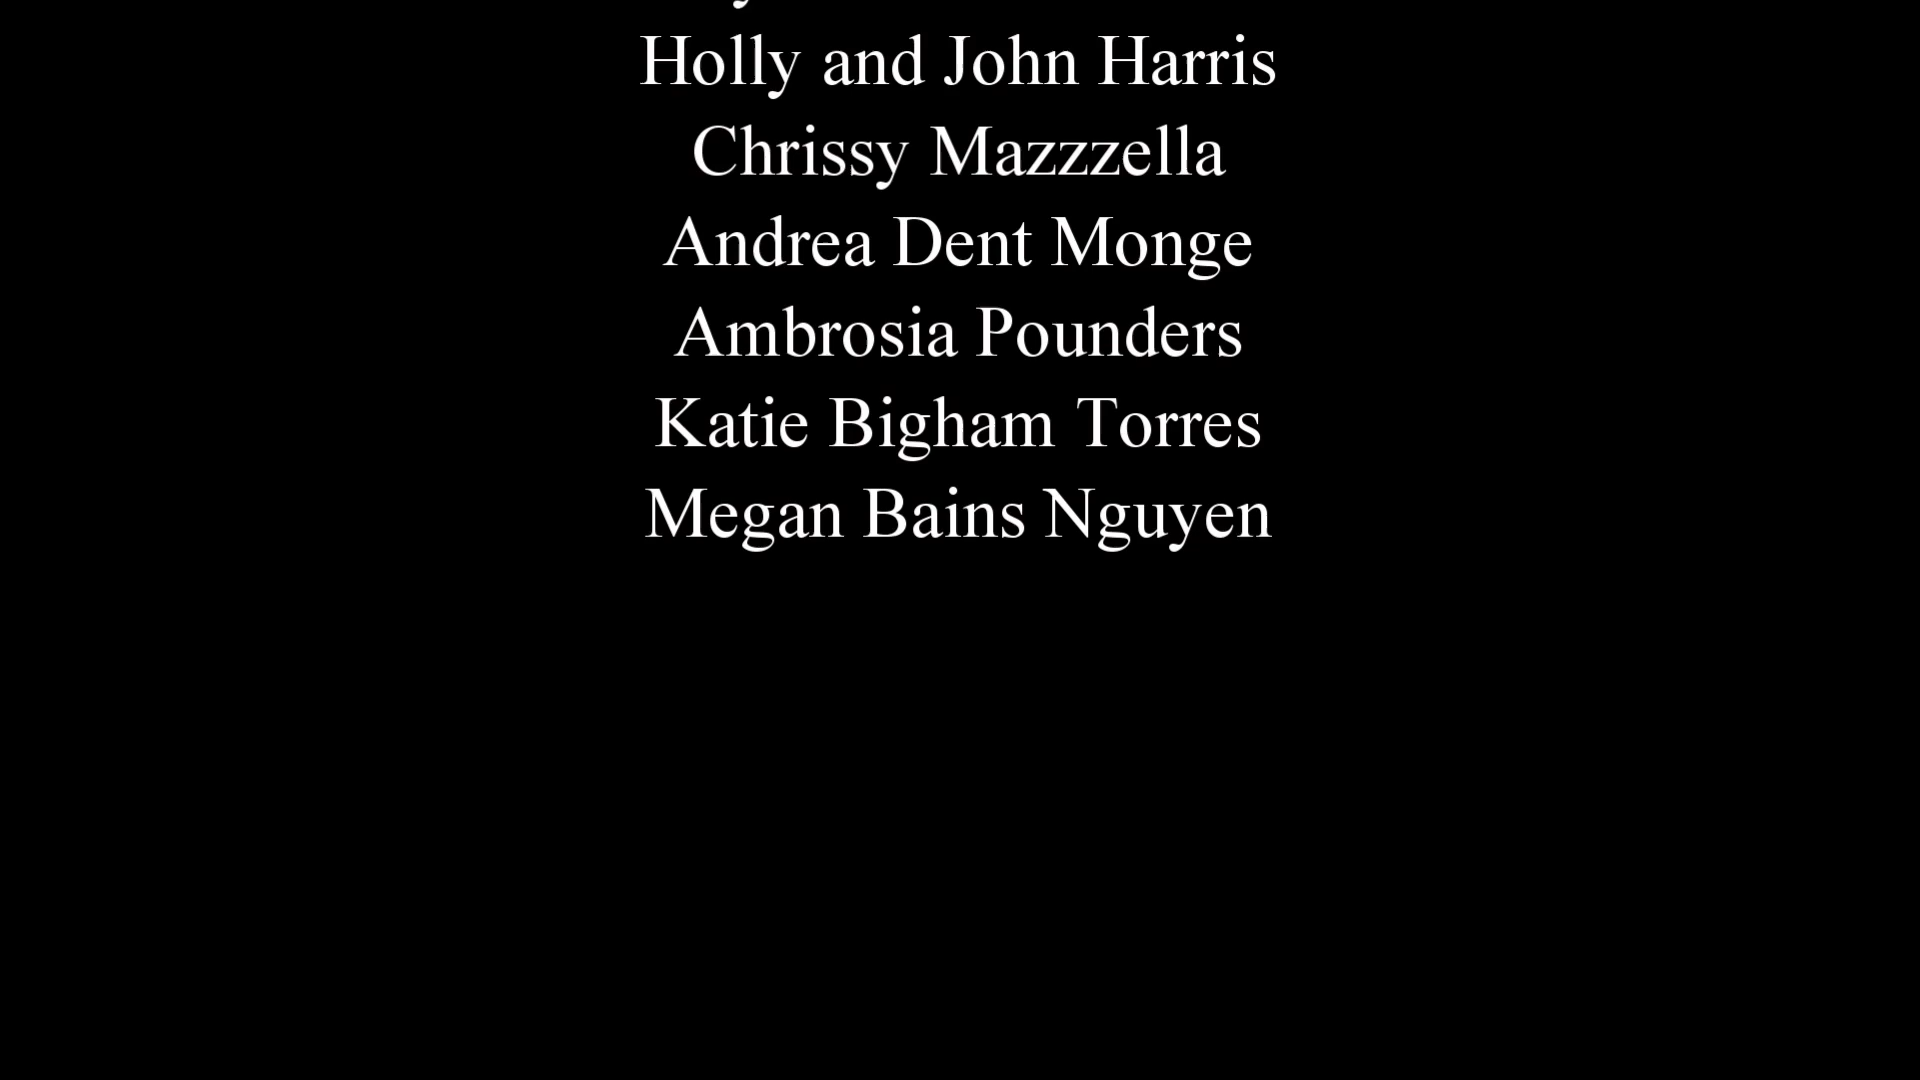 Holly and John Harris
Chrissy Mazzzella
Andrea Dent Monge
Ambrosia Pounders
Katie Bigham Torres
Megan Bains Nguyen